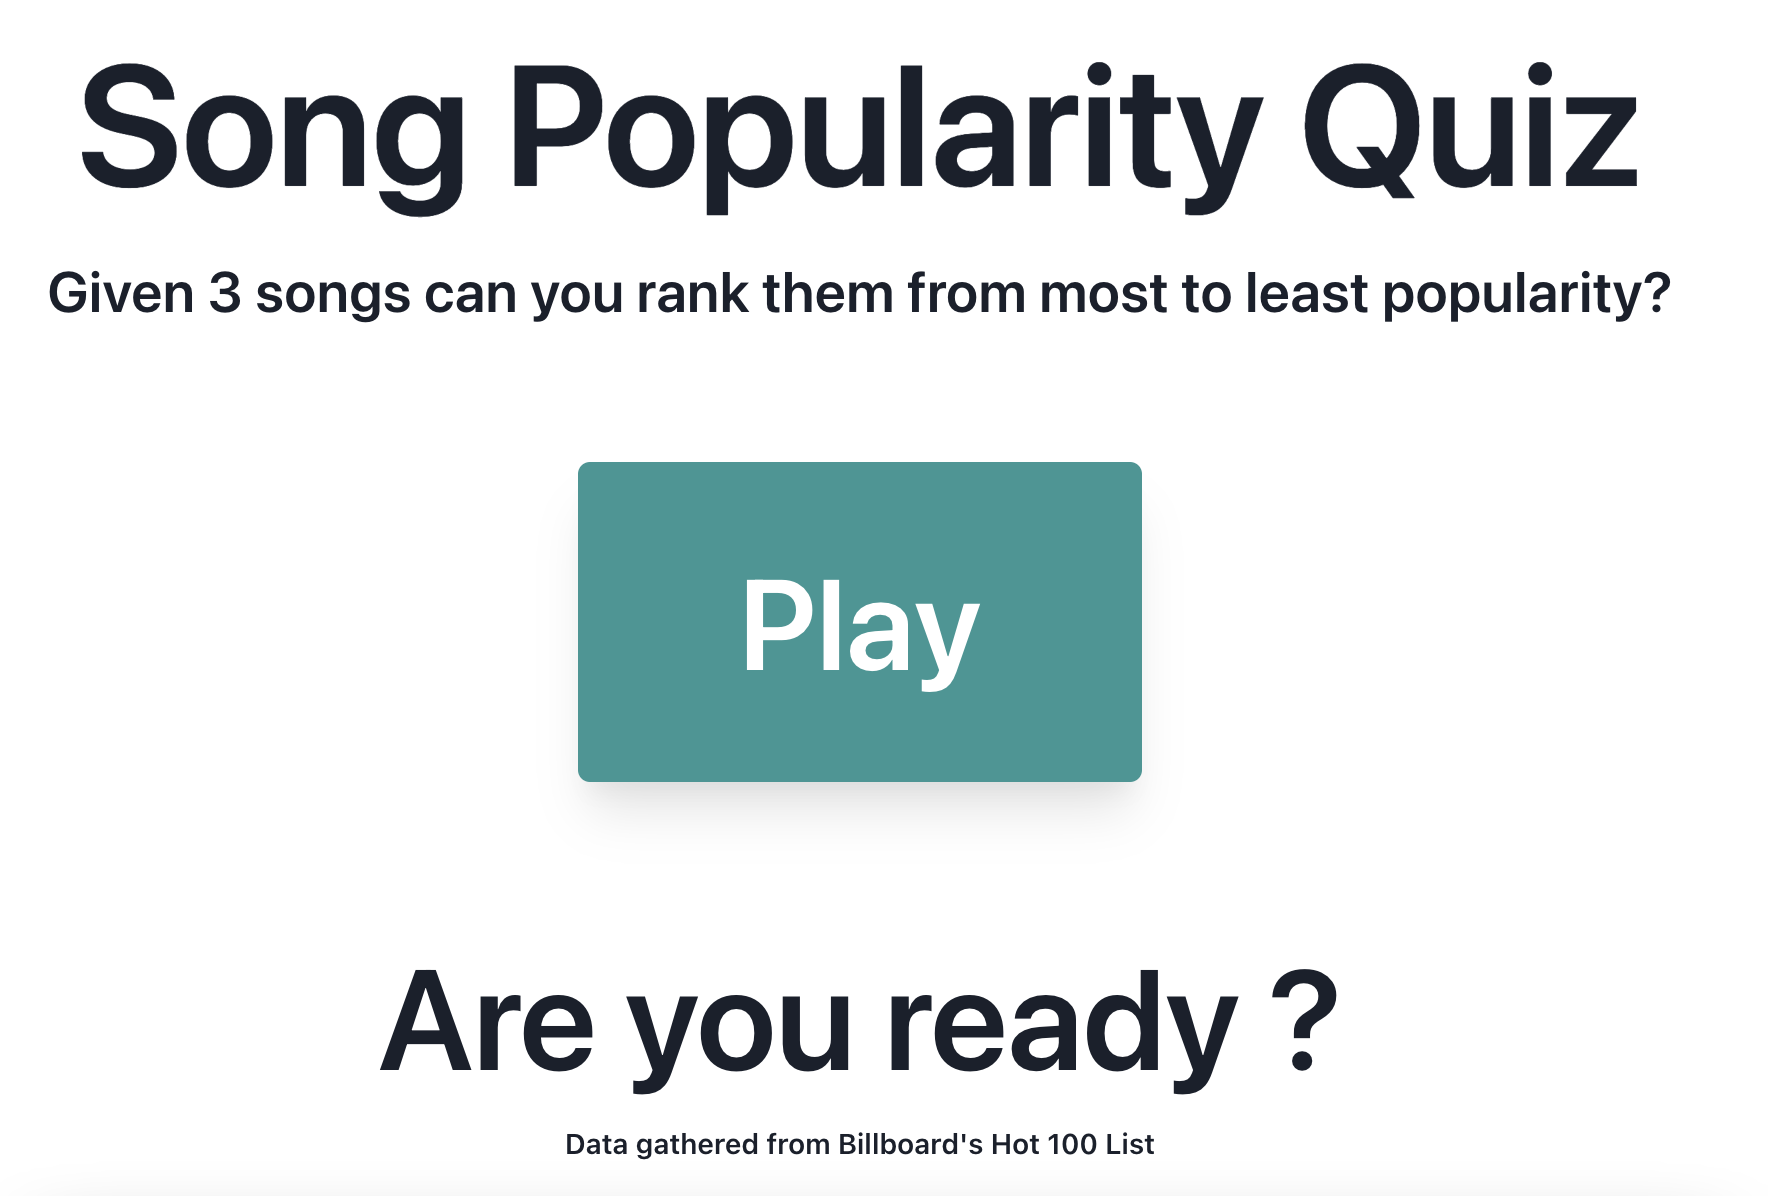 Song Popularity Quiz
Given 3 songs can you rank them from most to least popularity?
Play
Are you ready ?
Data gathered from Billboard's Hot 100 List